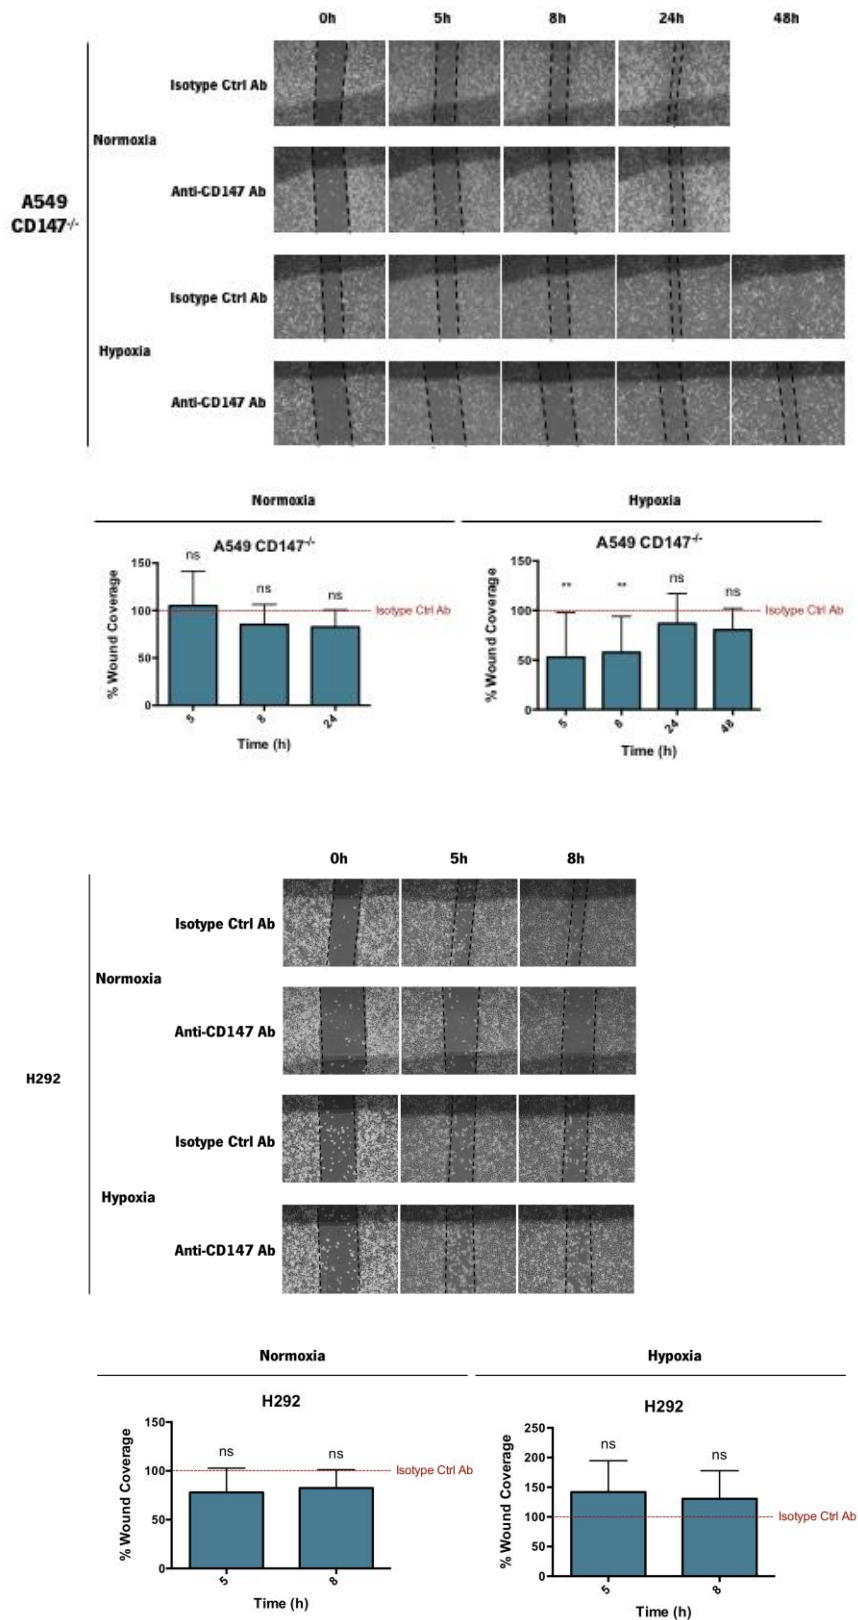 0h 5h 8h 24h 48h
Isotype Ctrl Ab
Normoxia
Anti-CD147 Ab
A549
CD147-/-
Isotype Ctrl Ab
Hypoxia
Anti-CD147 Ab
Normoxia
Hypoxia
A549 CD147-/-
ns
ns
ns
150
100
50
0
% Wound Coverage
Isotype Ctrl Ab
5 8 24
Time (h)
A549 CD147-/-
**
**
ns
ns
150
100
50
0
% Wound Coverage
Isotype Ctrl Ab
5 8 24 48
Time (h)
0h 5h 8h
Isotype Ctrl Ab
Normoxia
Anti-CD147 Ab
H292
Isotype Ctrl Ab
Hypoxia
Anti-CD147 Ab
Normoxia
Hypoxia
H292
ns
ns
150
100
50
0
% Wound Coverage
Isotype Ctrl Ab
5 8
Time (h)
H292
ns
ns
250
200
150
100
50
0
% Wound Coverage
Isotype Ctrl Ab
5 8
Time (h)